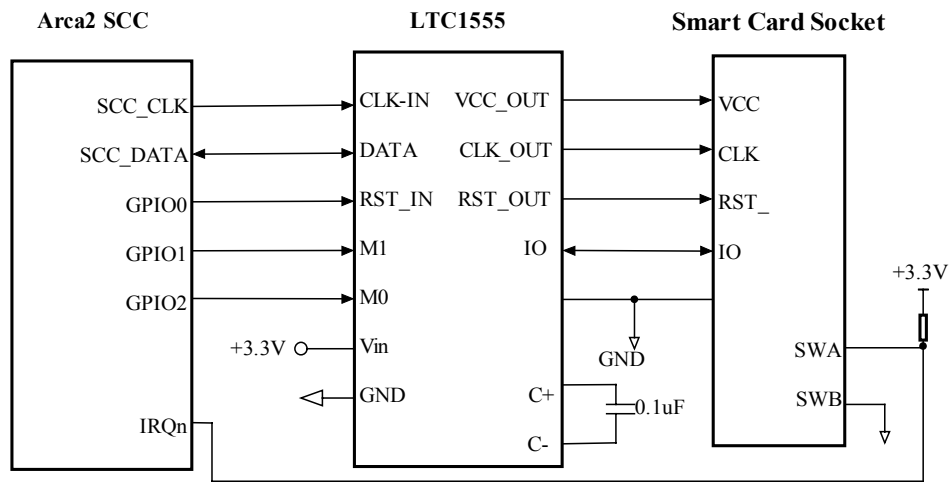 Arca2 SCC
LTC1555
Smart Card Socket
SCC_CLK
CLK-IN
VCC_OUT
VCC
SCC_DATA
DATA
CLK_OUT
CLK
GPIO0
RST_IN
RST_OUT
RST_
GPIO1
M1
IO
IO
+3.3V
GPIO2
M0
+3.3V
Vin
GND
SWA
GND
C+
0.1uF
SWB
IRQn
C-